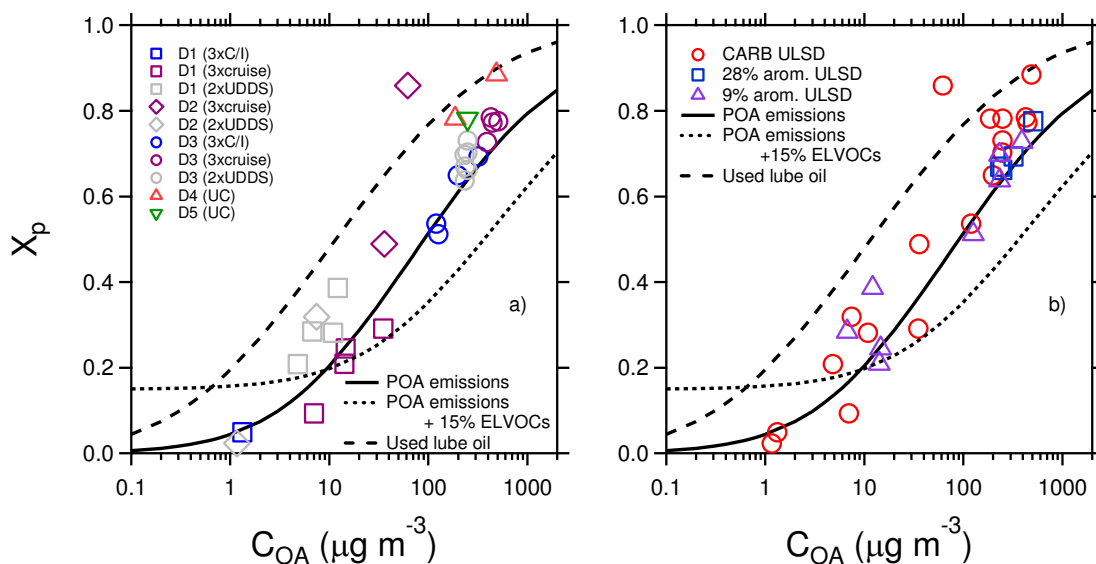 1.0
0.8
0.6
0.4
0.2
0.0
X_p
D1 (3xC/I)
D1 (3xcruise)
D1 (2xUDDS)
D2 (3xcruise)
D2 (2xUDDS)
D3 (3xC/I)
D3 (3xcruise)
D3 (2xUDDS)
D4 (UC)
D5 (UC)
a)
POA emissions
POA emissions
+ 15% ELVOCs
Used lube oil
0.1 1 10 100 1000
C_OA (µg m⁻³)
1.0
0.8
0.6
0.4
0.2
0.0
CARB ULSD
28% arom. ULSD
9% arom. ULSD
POA emissions
POA emissions
+15% ELVOCs
Used lube oil
b)
0.1 1 10 100 1000
C_OA (µg m⁻³)